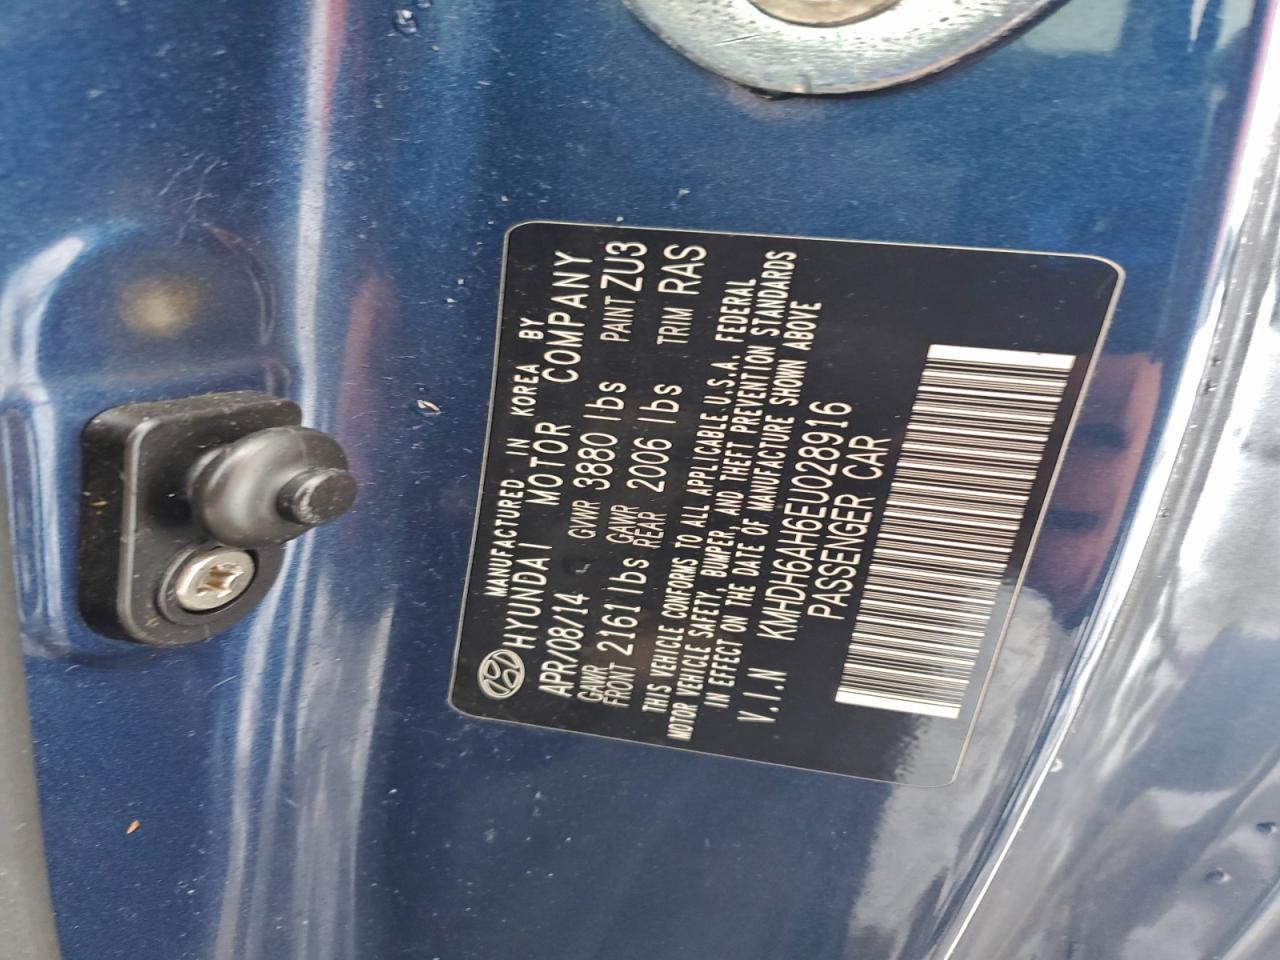 MANUFACTURED IN KOREA BY
HYUNDAI MOTOR COMPANY
APR/08/14 GVWR 3880 lbs PAINT ZU3
GAWR FRONT 2161 lbs GAWR REAR 2006 lbs TRIM RAS
THIS VEHICLE CONFORMS TO ALL APPLICABLE U.S.A. FEDERAL
MOTOR VEHICLE SAFETY, BUMPER, AND THEFT PREVENTION STANDARDS
IN EFFECT ON THE DATE OF MANUFACTURE SHOWN ABOVE
V.I.N KMHDH6AH6EU028916
PASSENGER CAR